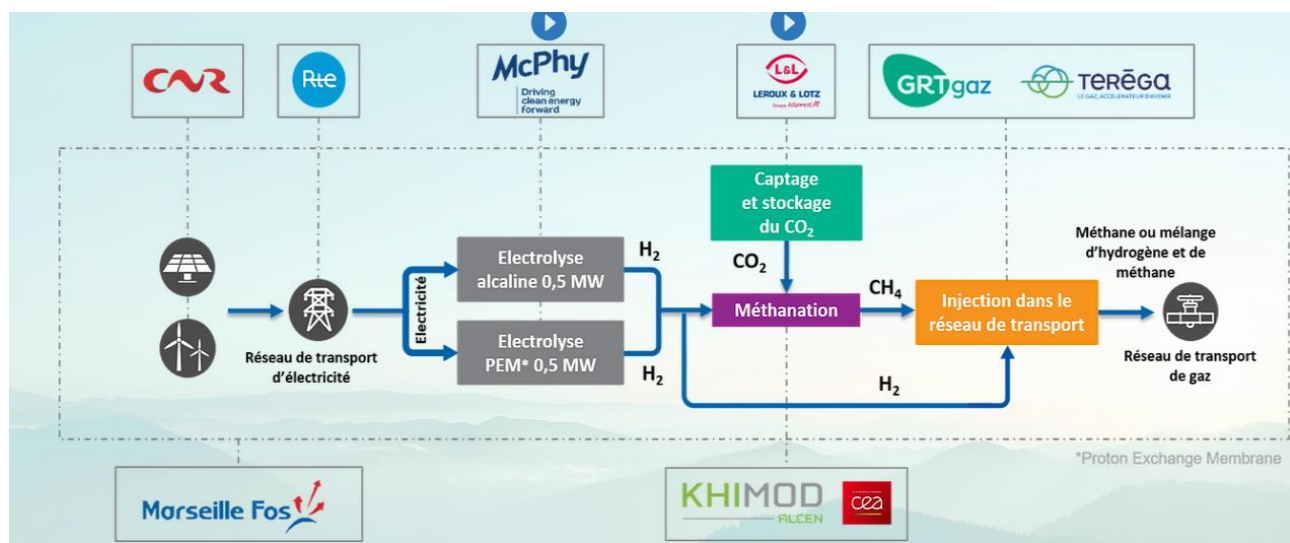 CNR
Rte
McPhy
Driving
clean energy
forward
L&L
LEROUX & LOTZ
GRTgaz
TERÉGA
LE GAZ, ACCÉLÉRATEUR D'AVENIR
Captage
et stockage
du CO₂
Electricité
Electrolyse
alcaline 0,5 MW
H₂
CO₂
Méthane ou mélange
d'hydrogène et de
méthane
Réseau de transport
d'électricité
Electrolyse
PEM* 0,5 MW
H₂
Méthanation
CH₄
Injection dans le
réseau de transport
H₂
Réseau de transport
de gaz
*Proton Exchange Membrane
Marseille Fos
KHIMOD
ALCEN
cea